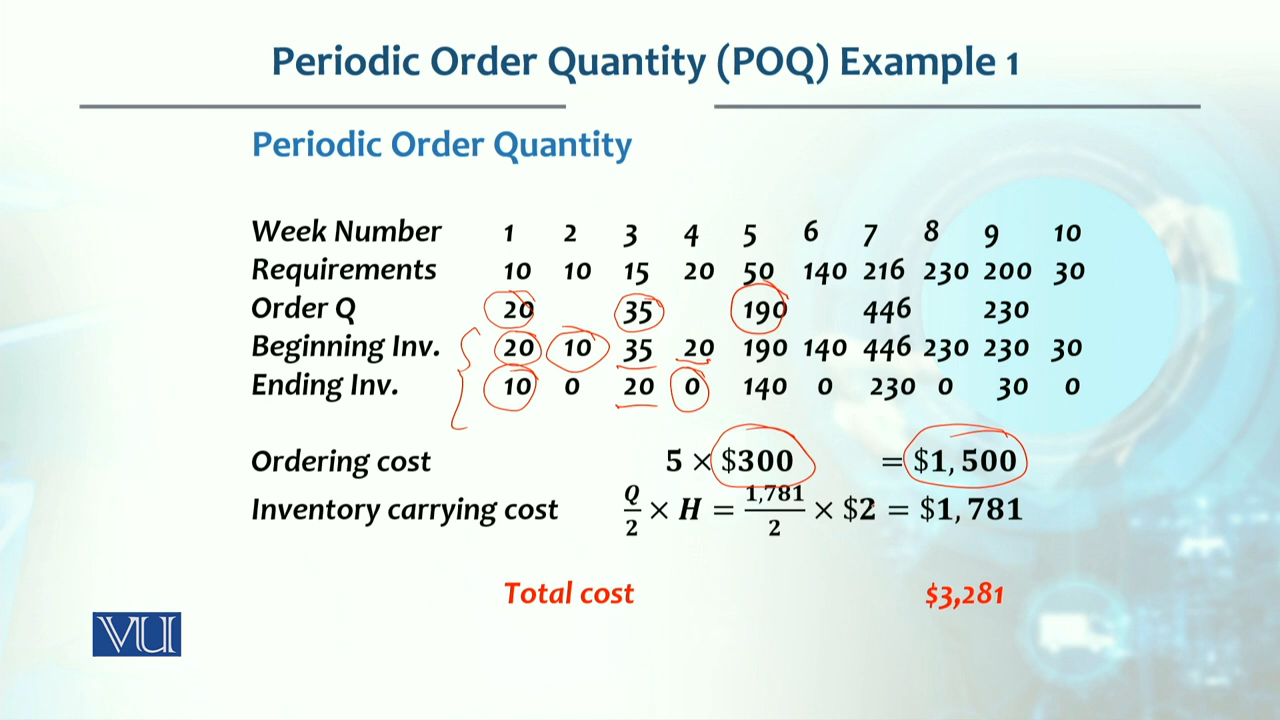 Periodic Order Quantity (POQ) Example 1
Periodic Order Quantity
Week Number 1 2 3 4 5 6 7 8 9 10
Requirements 10 10 15 20 50 140 216 230 200 30
Order Q 20 35 190 446 230
Beginning Inv. 20 10 35 20 190 140 446 230 230 30
Ending Inv. 10 0 20 0 140 0 230 0 30 0
Ordering cost 5 × $300 = $1,500
Inventory carrying cost Q/2 × H = 1,781/2 × $2 = $1,781
Total cost $3,281
VU